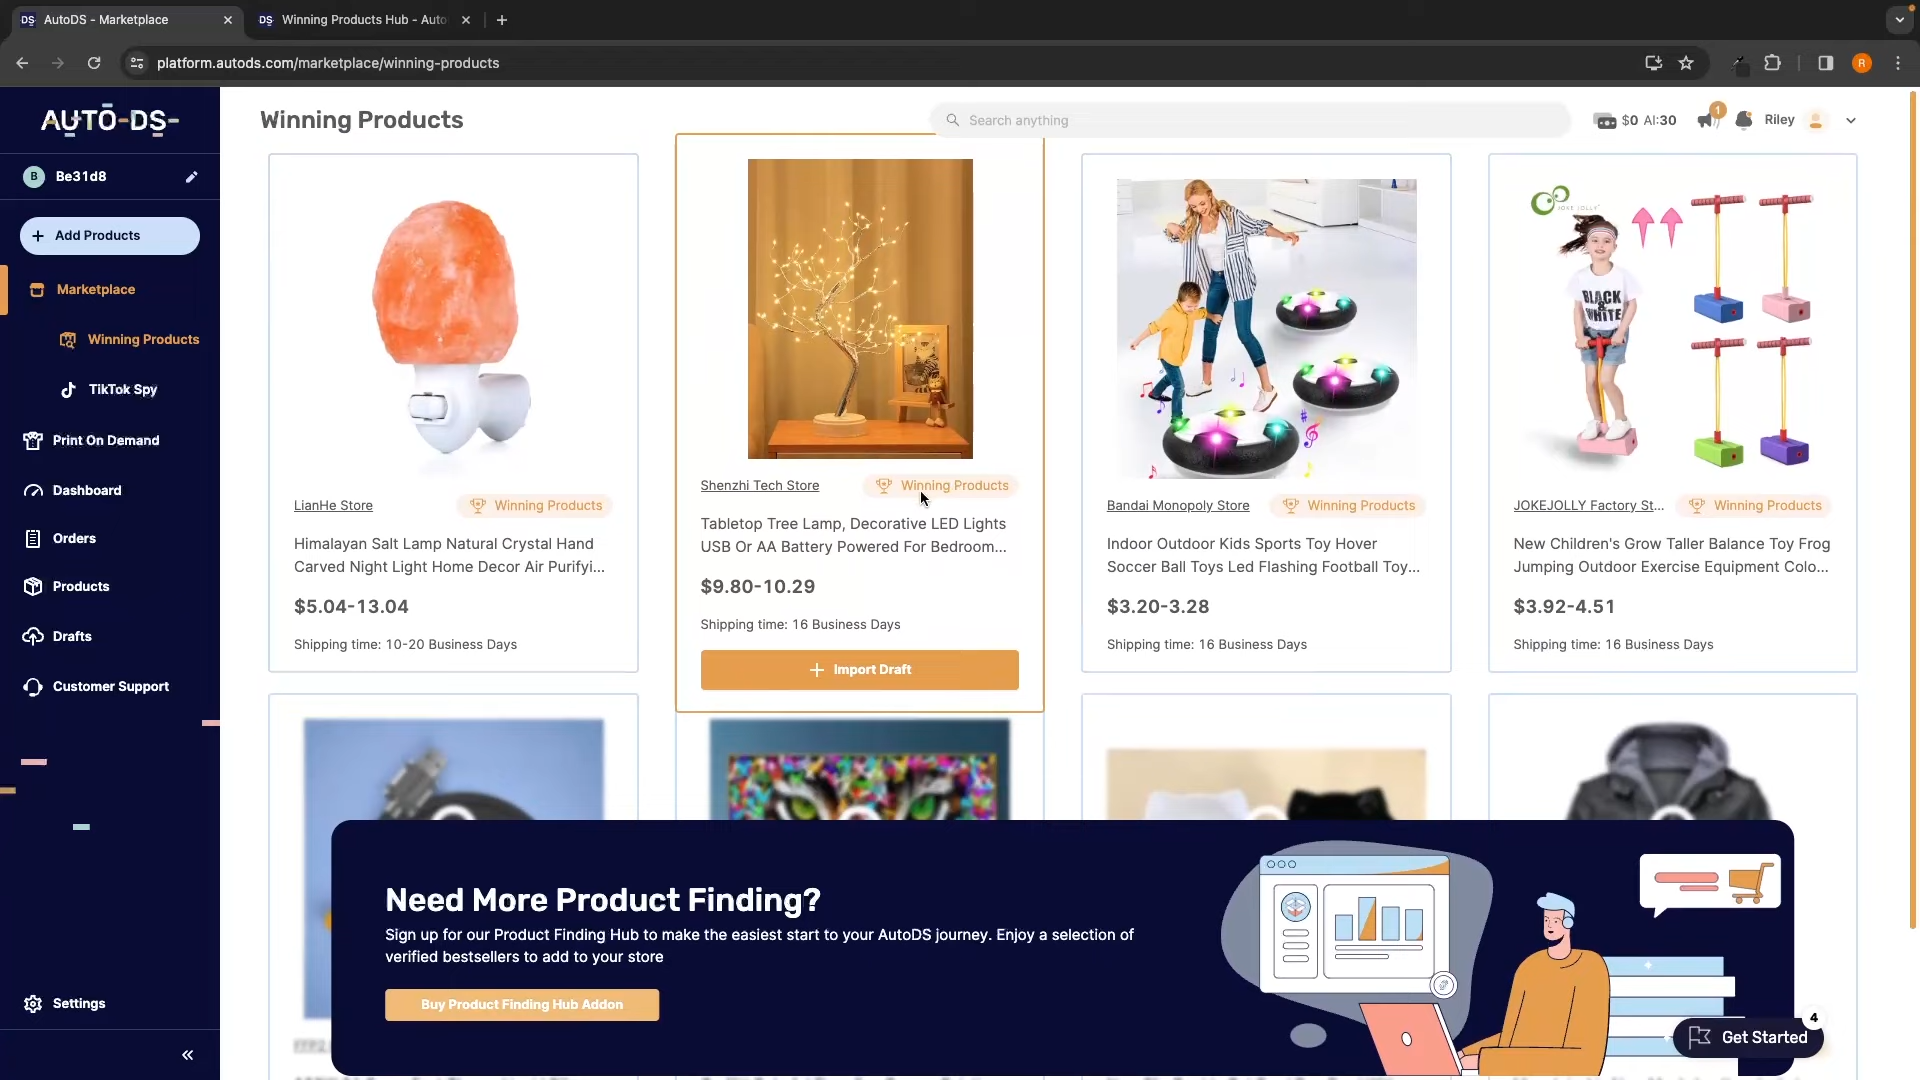 AutoDS - Marketplace
Winning Products Hub - Auto
platform.autods.com/marketplace/winning-products
R
AUTO-DS-
Winning Products
Search anything
$0 AI:30
1
Riley
B Be31d8
Add Products
Marketplace
Winning Products
TikTok Spy
Print On Demand
Dashboard
Orders
Products
Drafts
Customer Support
Settings
LianHe Store
Winning Products
Himalayan Salt Lamp Natural Crystal Hand
Carved Night Light Home Decor Air Purifyi...
$5.04-13.04
Shipping time: 10-20 Business Days
Shenzhi Tech Store
Winning Products
Tabletop Tree Lamp, Decorative LED Lights
USB Or AA Battery Powered For Bedroom...
$9.80-10.29
Shipping time: 16 Business Days
Import Draft
Bandai Monopoly Store
Winning Products
Indoor Outdoor Kids Sports Toy Hover
Soccer Ball Toys Led Flashing Football Toy...
$3.20-3.28
Shipping time: 16 Business Days
JOKE JOLLY
BLACK
&
WHITE
JOKEJOLLY Factory St...
Winning Products
New Children's Grow Taller Balance Toy Frog
Jumping Outdoor Exercise Equipment Colo...
$3.92-4.51
Shipping time: 16 Business Days
Need More Product Finding?
Sign up for our Product Finding Hub to make the easiest start to your AutoDS journey. Enjoy a selection of
verified bestsellers to add to your store
Buy Product Finding Hub Addon
4
Get Started